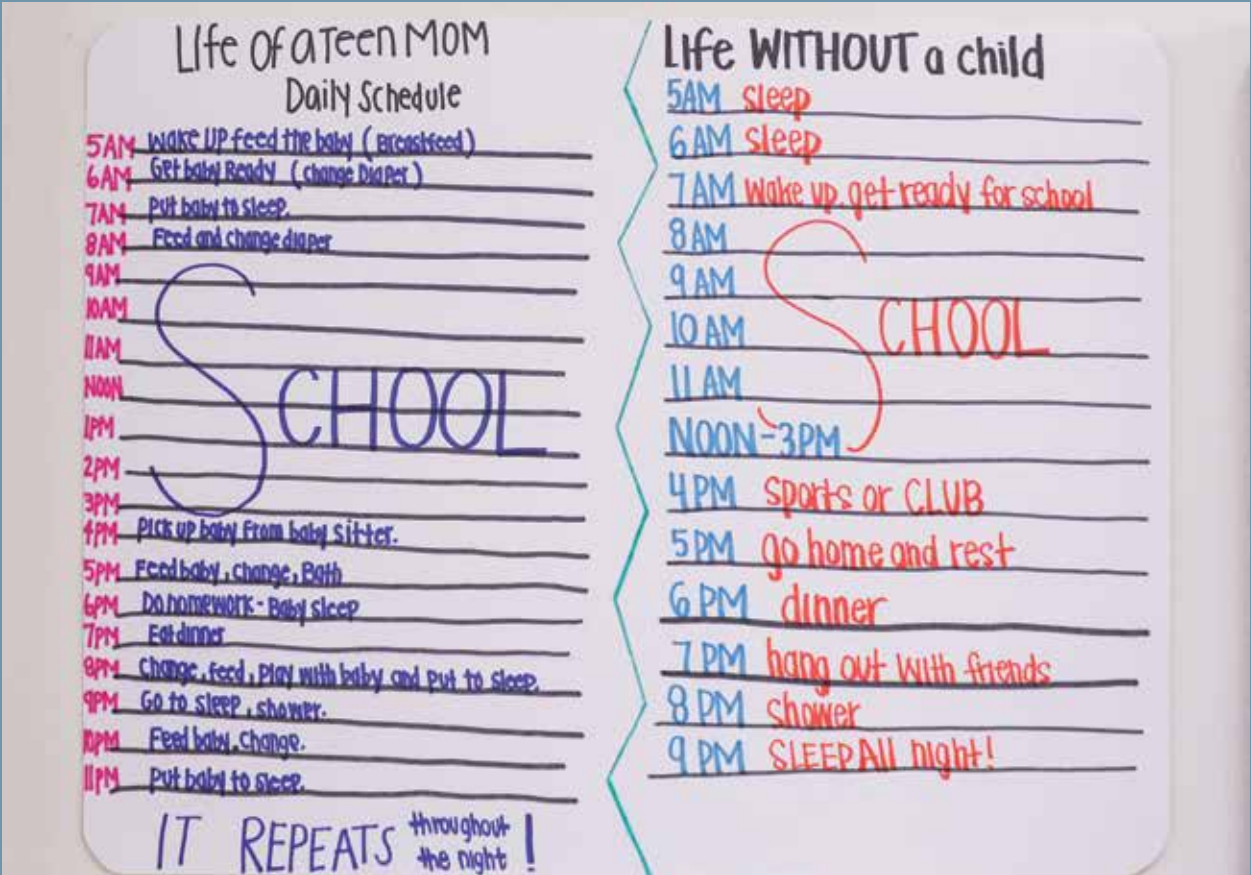 Life of a Teen MOM
Daily Schedule
5AM Wake UP feed the baby (Breastfeed)
6AM Get baby Ready (change Diaper)
7AM Put baby to sleep.
8AM Feed and change diaper
9AM
10AM
11AM
NOON
1PM
2PM
3PM
SCHOOL
4PM Pick up baby from baby sitter.
5PM Feed baby, change, Bath
6PM Do homework - Baby sleep
7PM Eat dinner
8PM Change, feed, play with baby and put to sleep.
9PM Go to sleep, shower.
10PM Feed baby, change.
11PM Put baby to sleep.
IT REPEATS throughout
the night!
Life WITHOUT a child
5AM sleep
6AM sleep
7AM wake up, get ready for school
8AM
9AM
10AM
11AM
NOON-3PM
SCHOOL
4PM sports or CLUB
5PM go home and rest
6PM dinner
7PM hang out with friends
8PM shower
9PM SLEEP All night!